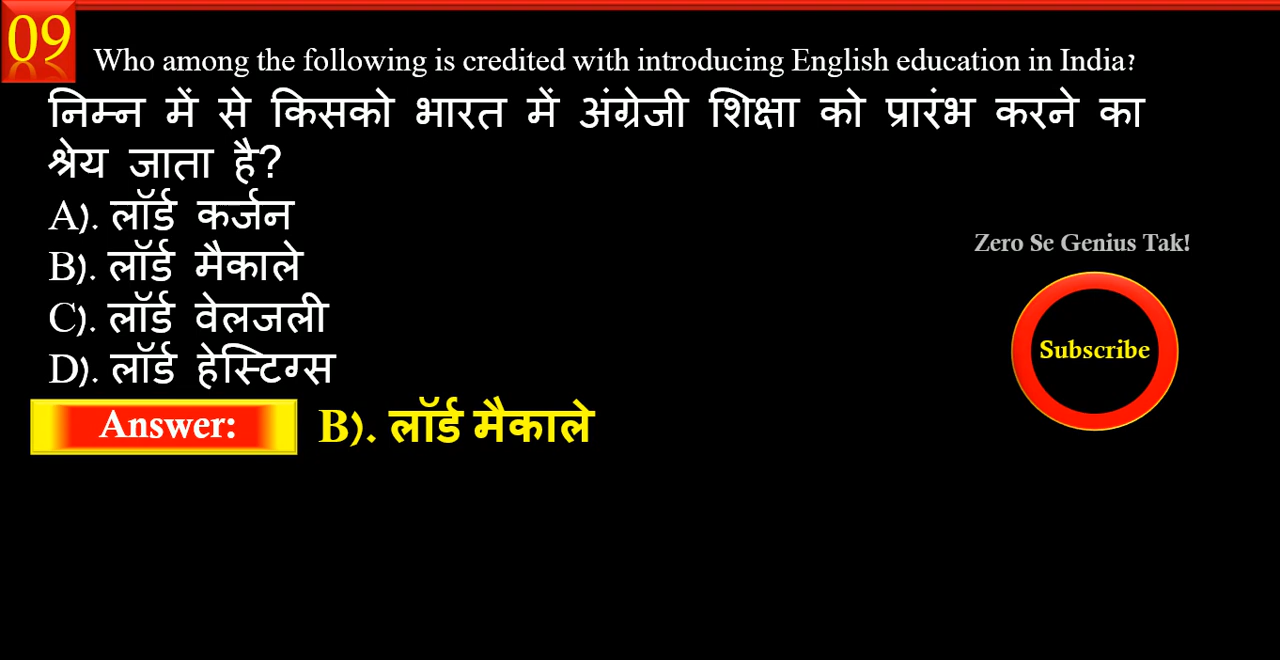 09
Who among the following is credited with introducing English education in India?
निम्न में से किसको भारत में अंग्रेजी शिक्षा को प्रारंभ करने का
श्रेय जाता है?
A). लॉर्ड कर्जन
B). लॉर्ड मैकाले
C). लॉर्ड वेलजली
D). लॉर्ड हेस्टिग्स
Zero Se Genius Tak!
Subscribe
Answer: B). लॉर्ड मैकाले